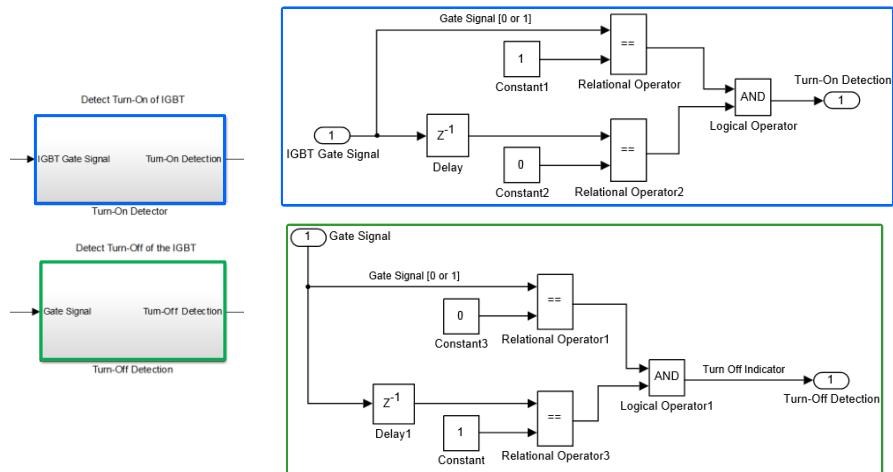 Detect Turn-On of IGBT
IGBT Gate Signal
Turn-On Detection
Turn-On Detector
Detect Turn-Off of the IGBT
Gate Signal
Turn-Off Detection
Turn-Off Detection
Gate Signal [0 or 1]
1
Constant1
==
Relational Operator
1
IGBT Gate Signal
Z-1
Delay
0
Constant2
==
Relational Operator2
AND
Logical Operator
Turn-On Detection
1
1
Gate Signal
Gate Signal [0 or 1]
0
Constant3
==
Relational Operator1
Z-1
Delay1
1
Constant
==
Relational Operator3
AND
Logical Operator1
Turn Off Indicator
1
Turn-Off Detection